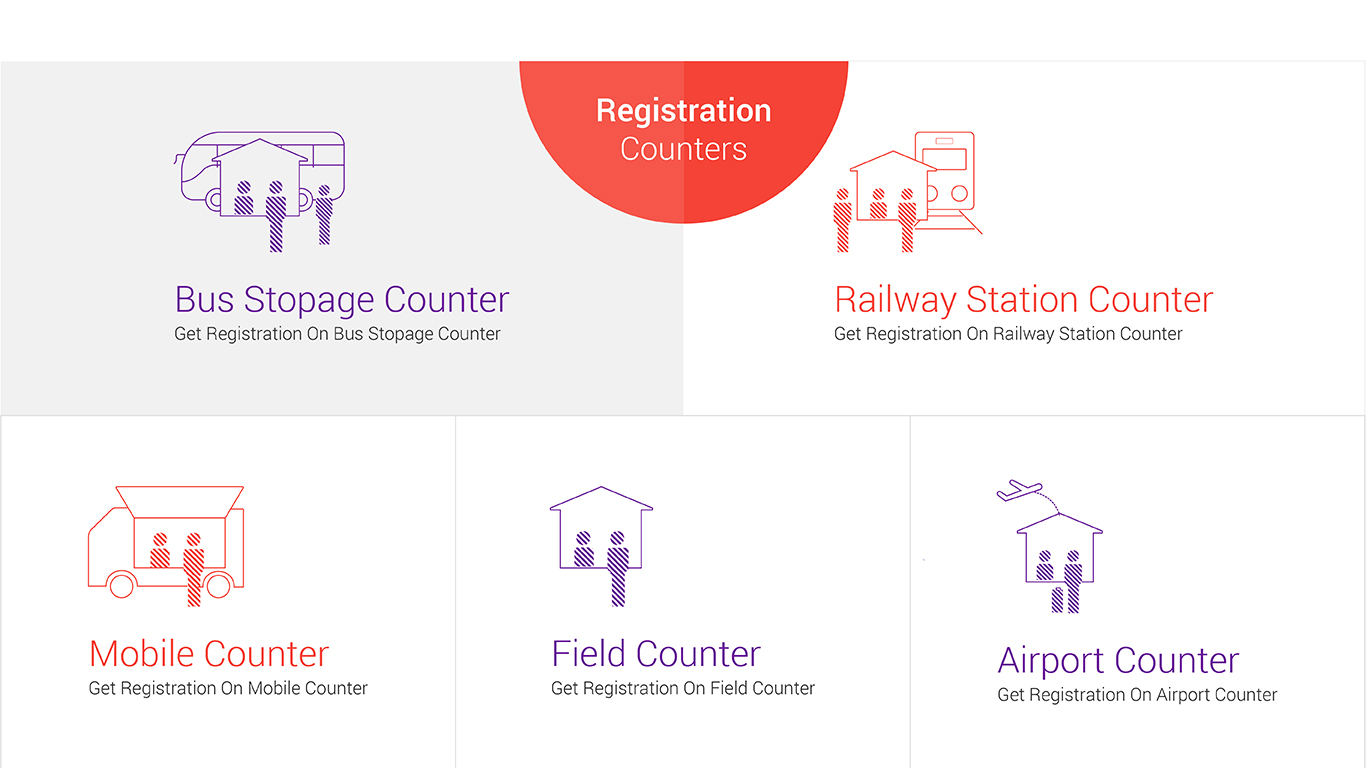 Registration
Counters
Bus Stopage Counter
Get Registration On Bus Stopage Counter
Railway Station Counter
Get Registration On Railway Station Counter
Mobile Counter
Get Registration On Mobile Counter
Field Counter
Get Registration On Field Counter
Airport Counter
Get Registration On Airport Counter